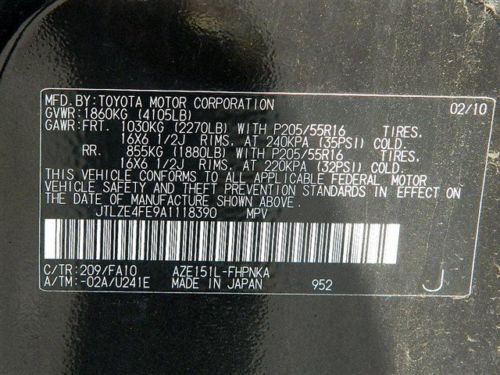 MFD.BY:TOYOTA MOTOR CORPORATION 02/10
GVWR:1860KG (4105LB)
GAWR:FRT. 1030KG (2270LB) WITH P205/55R16 TIRES.
16X6 1/2J RIMS, AT 240KPA (35PSI) COLD.
RR. 855KG (1880LB) WITH P205/55R16 TIRES.
16X6 1/2J RIMS, AT 220KPA (32PSI) COLD.
THIS VEHICLE CONFORMS TO ALL APPLICABLE FEDERAL MOTOR
VEHICLE SAFETY AND THEFT PREVENTION STANDARDS IN EFFECT ON
THE DATE OF MANUFACTURE SHOWN ABOVE.
JTLZE4FE9A1118390 MPV
C/TR:209/FA10 AZE151L-FHPNKA
A/TM:-02A/U241E MADE IN JAPAN 952 J